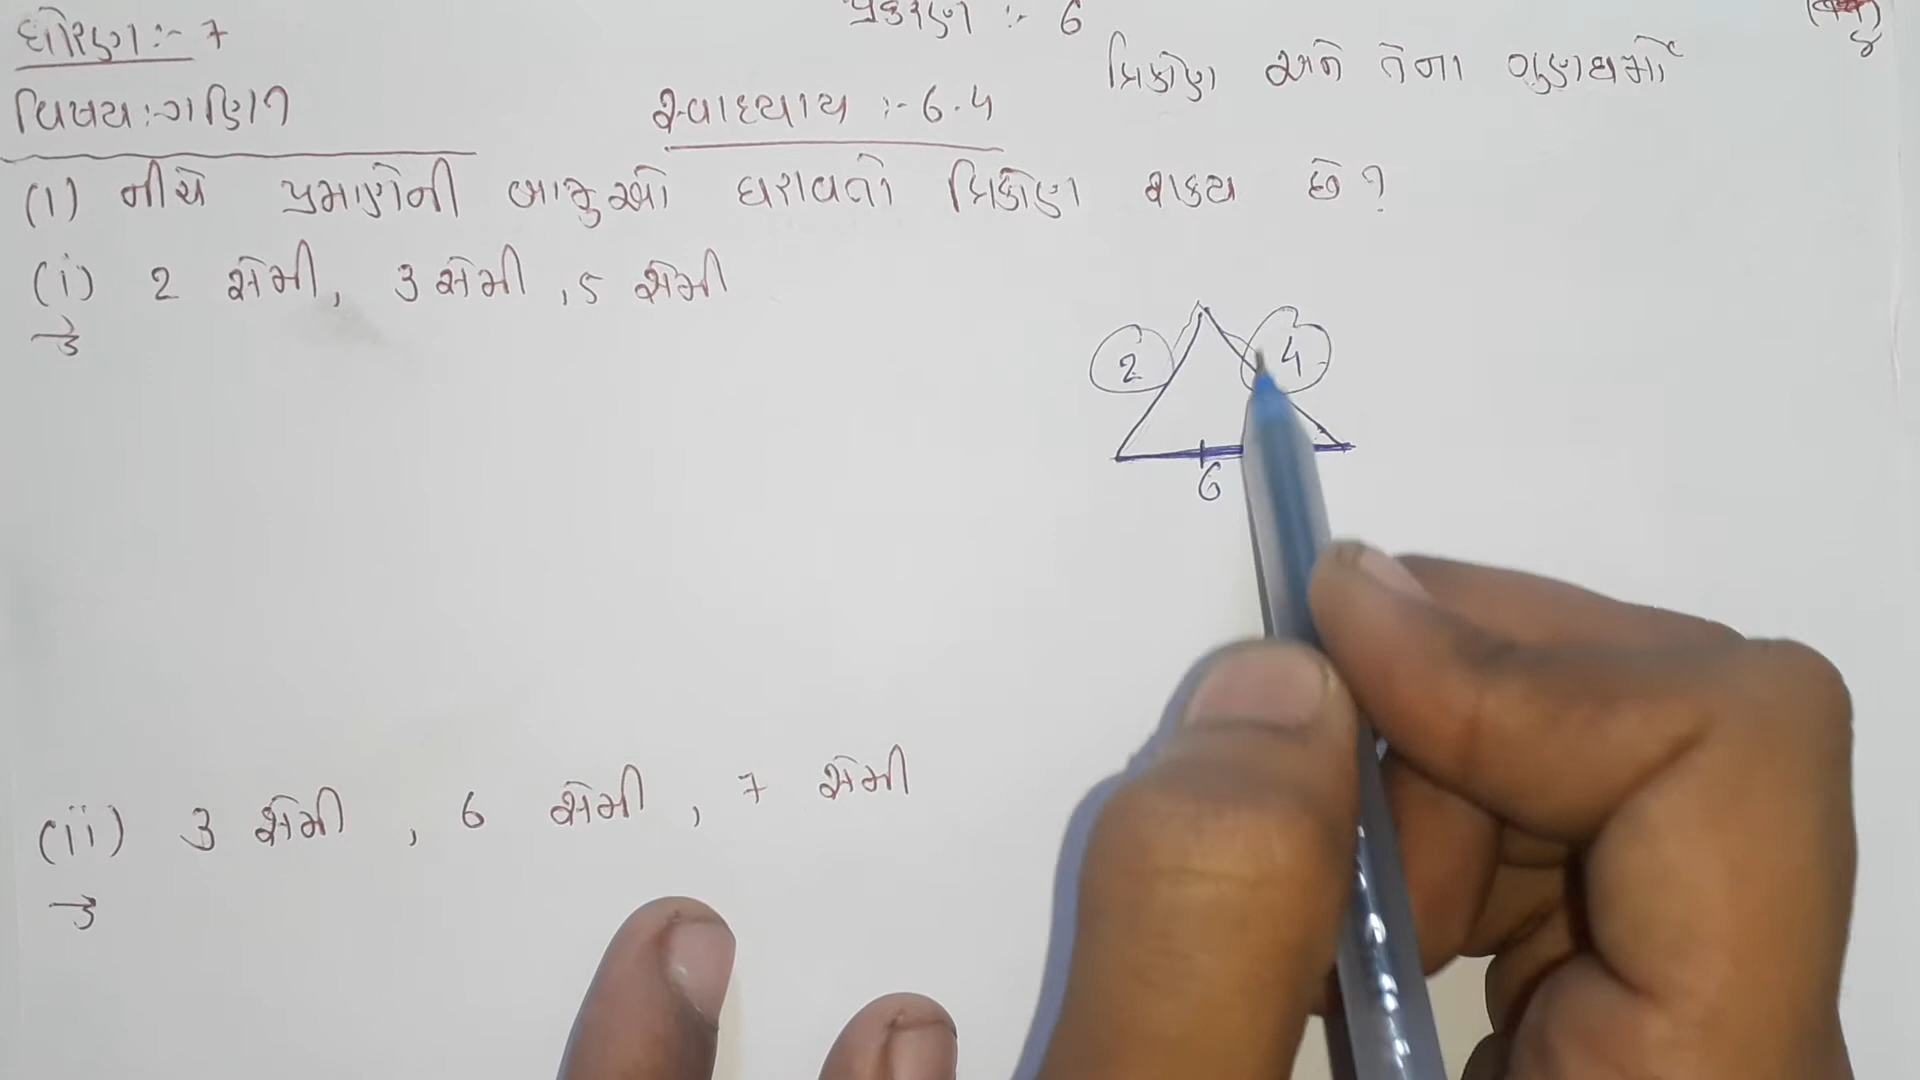 ધોરણ :- 7
પ્રકરણ :- 6
ત્રિકોણ અને તેના ગુણધર્મો
વિષય :- ગણિત
સ્વાધ્યાય :- 6.4
(1) નીચે પ્રમાણેની બાજુઓ ધરાવતો ત્રિકોણ શક્ય છે ?
(i) 2 સેમી, 3 સેમી, 5 સેમી
→
2 4
6
(ii) 3 સેમી, 6 સેમી, 7 સેમી
→